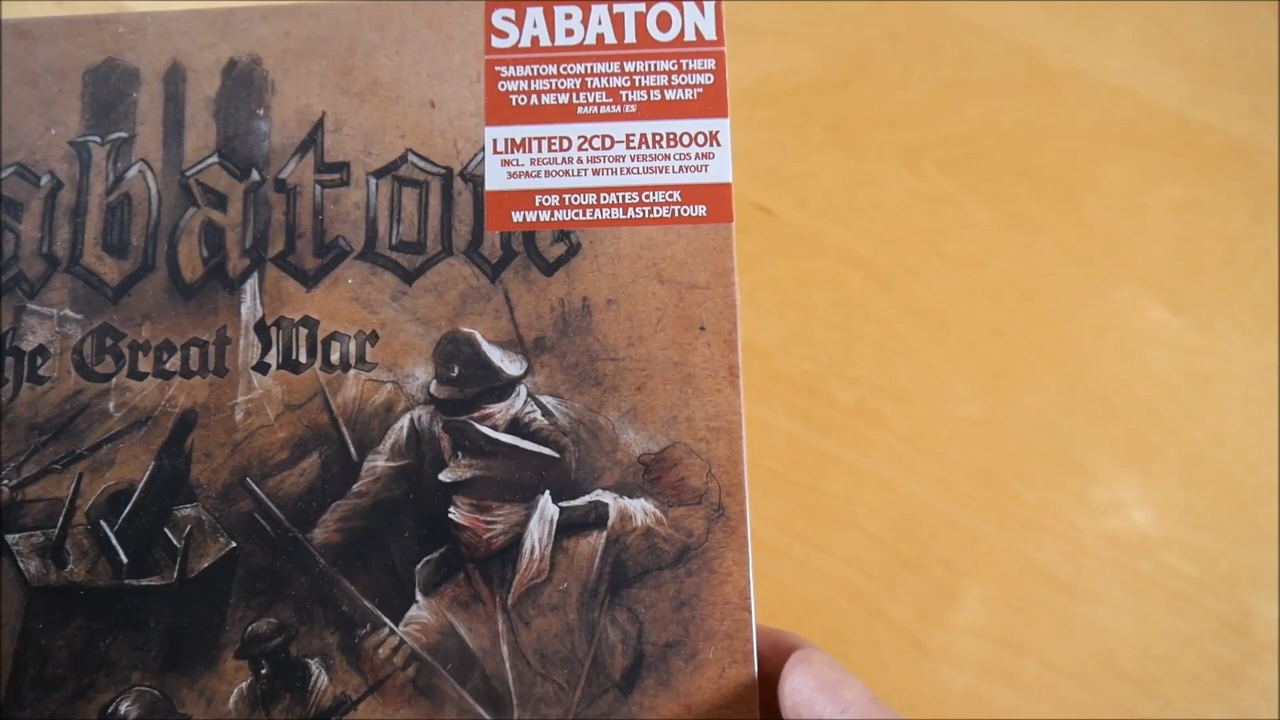 SABATON
"SABATON CONTINUE WRITING THEIR
OWN HISTORY TAKING THEIR SOUND
TO A NEW LEVEL. THIS IS WAR!"
RAFA BASA (ES)
LIMITED 2CD-EARBOOK
INCL. REGULAR & HISTORY VERSION CDS AND
36PAGE BOOKLET WITH EXCLUSIVE LAYOUT
FOR TOUR DATES CHECK
WWW.NUCLEARBLAST.DE/TOUR
abaton
he Great War